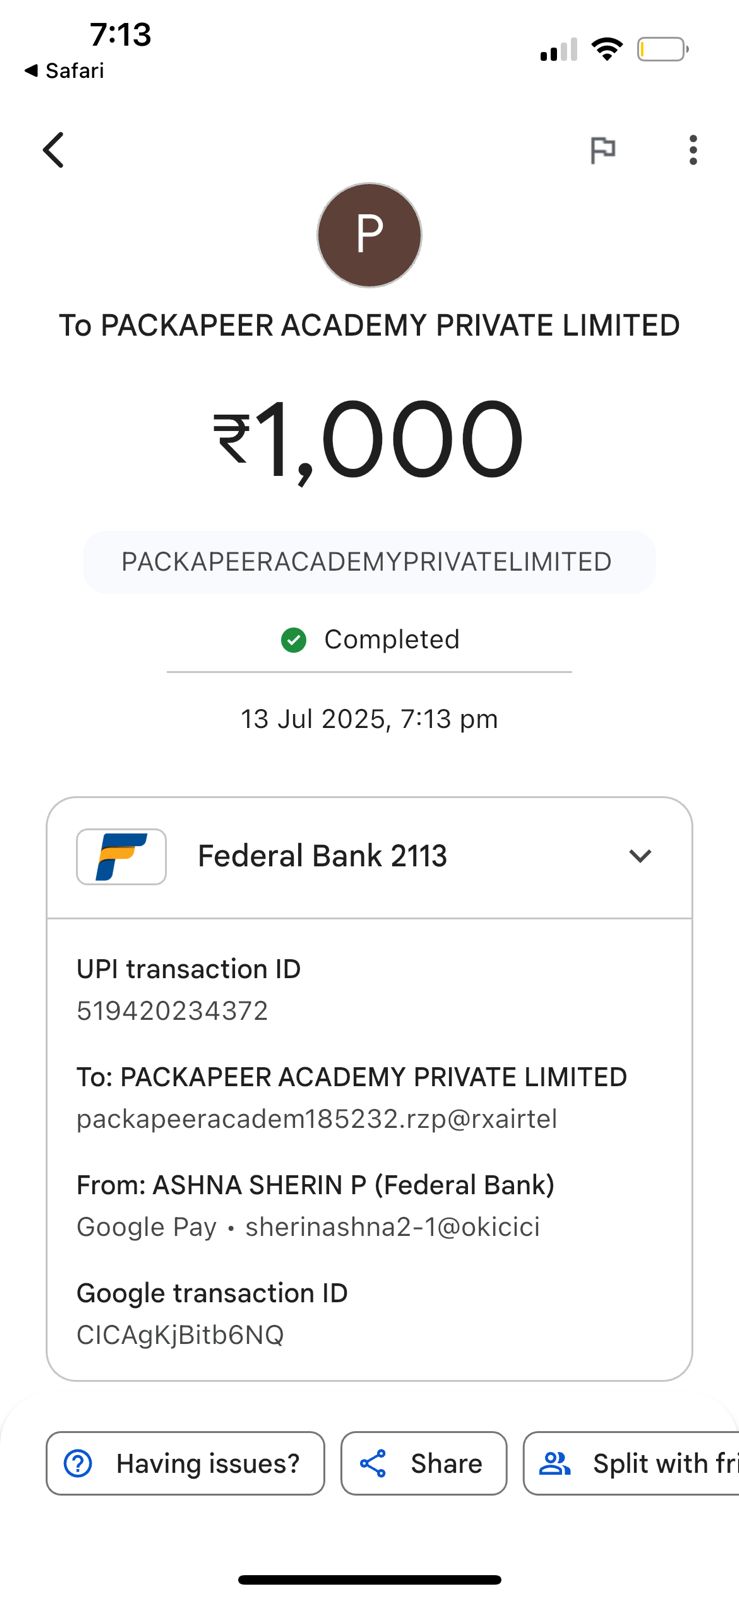 7:13
◀ Safari
P
To PACKAPEER ACADEMY PRIVATE LIMITED
₹1,000
PACKAPEERACADEMYPRIVATELIMITED
Completed
13 Jul 2025, 7:13 pm
Federal Bank 2113
UPI transaction ID
519420234372
To: PACKAPEER ACADEMY PRIVATE LIMITED
packapeeracadem185232.rzp@rxairtel
From: ASHNA SHERIN P (Federal Bank)
Google Pay • sherinashna2-1@okicici
Google transaction ID
CICAgKjBitb6NQ
Having issues?
Share
Split with fri